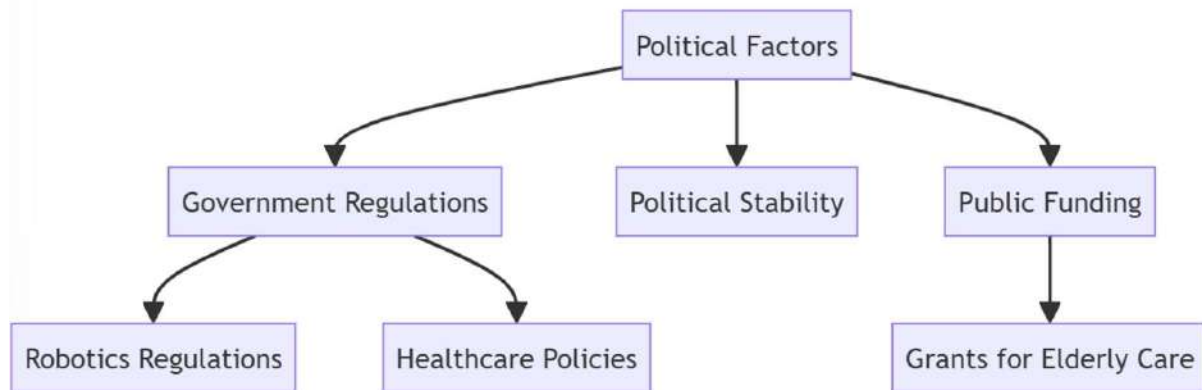 Political Factors
Government Regulations
Political Stability
Public Funding
Robotics Regulations
Healthcare Policies
Grants for Elderly Care